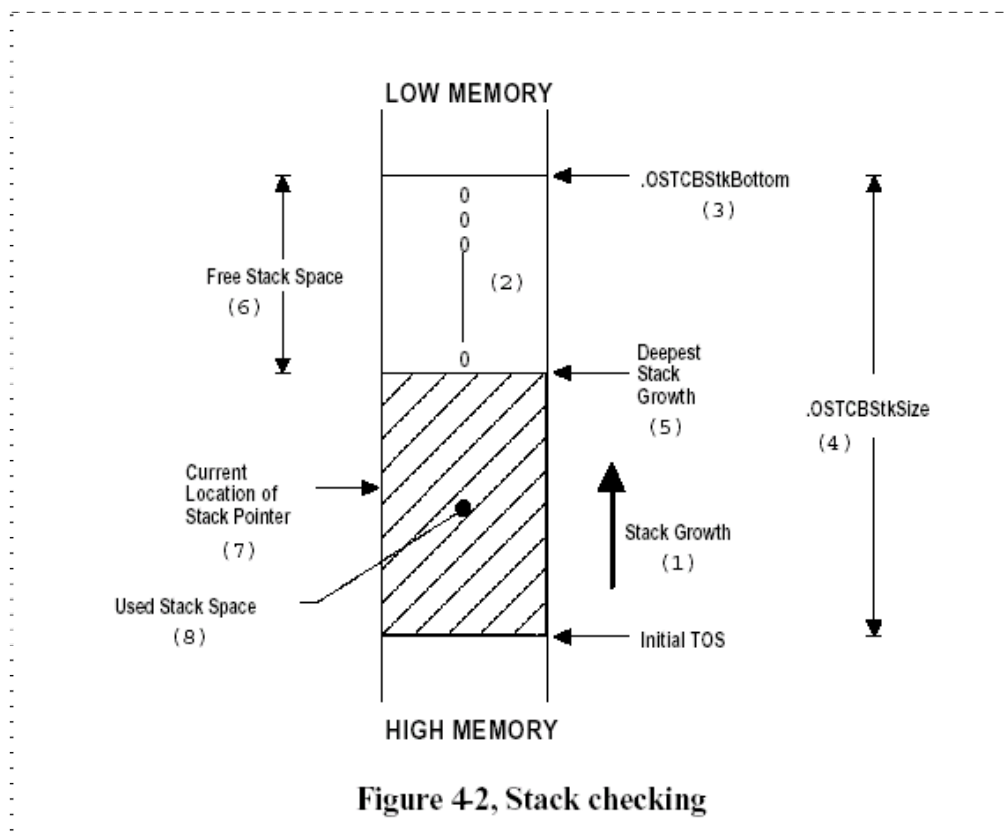 LOW MEMORY
.OSTCBStkBottom
(3)
0
0
0
(2)
0
Free Stack Space
(6)
Deepest
Stack
Growth
(5)
.OSTCBStkSize
(4)
Current
Location of
Stack Pointer
(7)
Stack Growth
(1)
Used Stack Space
(8)
Initial TOS
HIGH MEMORY
Figure 4-2, Stack checking